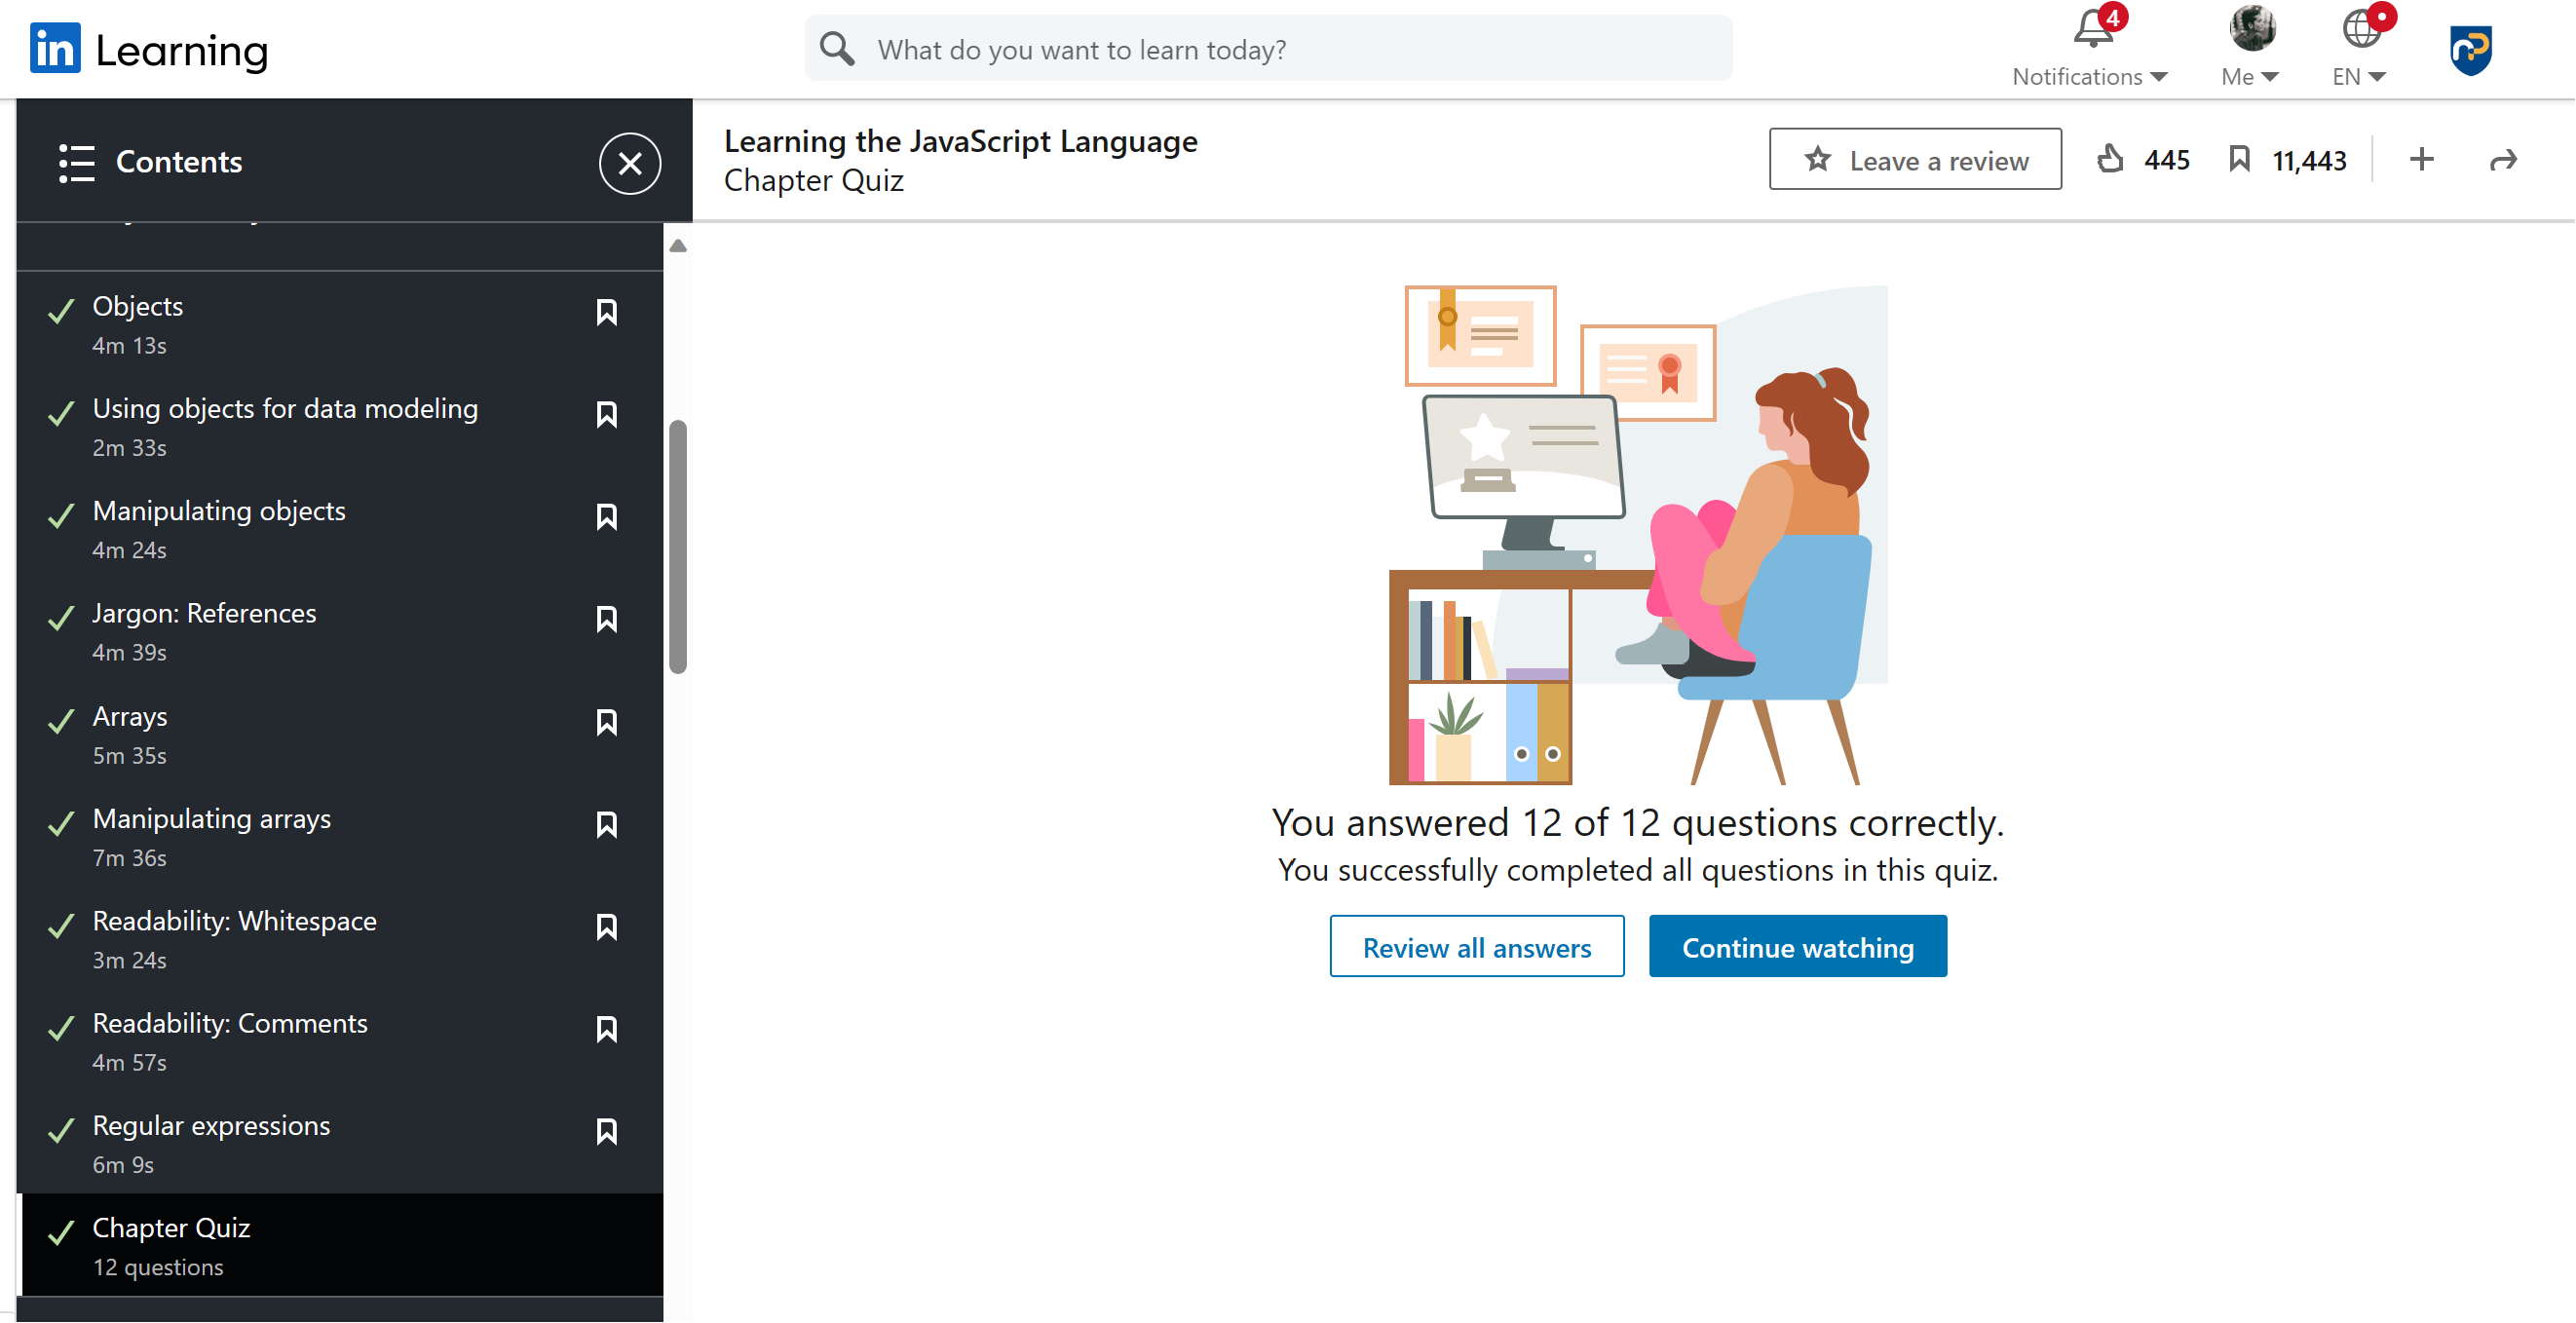 in Learning
What do you want to learn today?
4
Notifications
Me
EN
Contents
Learning the JavaScript Language
Chapter Quiz
Leave a review
445
11,443
Objects
4m 13s
Using objects for data modeling
2m 33s
Manipulating objects
4m 24s
Jargon: References
4m 39s
Arrays
5m 35s
Manipulating arrays
7m 36s
Readability: Whitespace
3m 24s
Readability: Comments
4m 57s
Regular expressions
6m 9s
Chapter Quiz
12 questions
You answered 12 of 12 questions correctly.
You successfully completed all questions in this quiz.
Review all answers
Continue watching